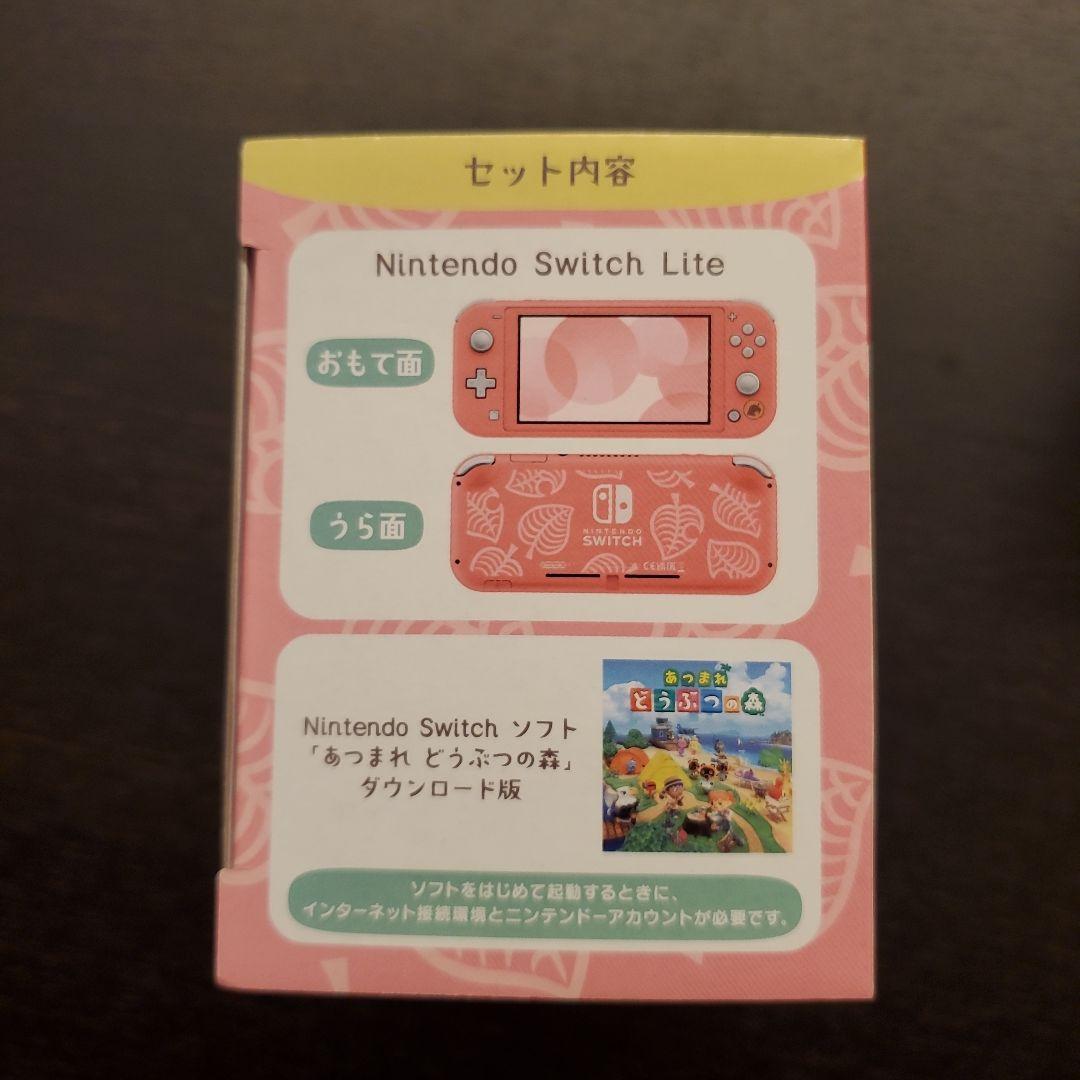 セット内容
Nintendo Switch Lite
おもて面
うら面
NINTENDO
SWITCH
あつまれ
どうぶつの森
Nintendo Switch ソフト
「あつまれ どうぶつの森」
ダウンロード版
ソフトをはじめて起動するときに、
インターネット接続環境とニンテンドーアカウントが必要です。